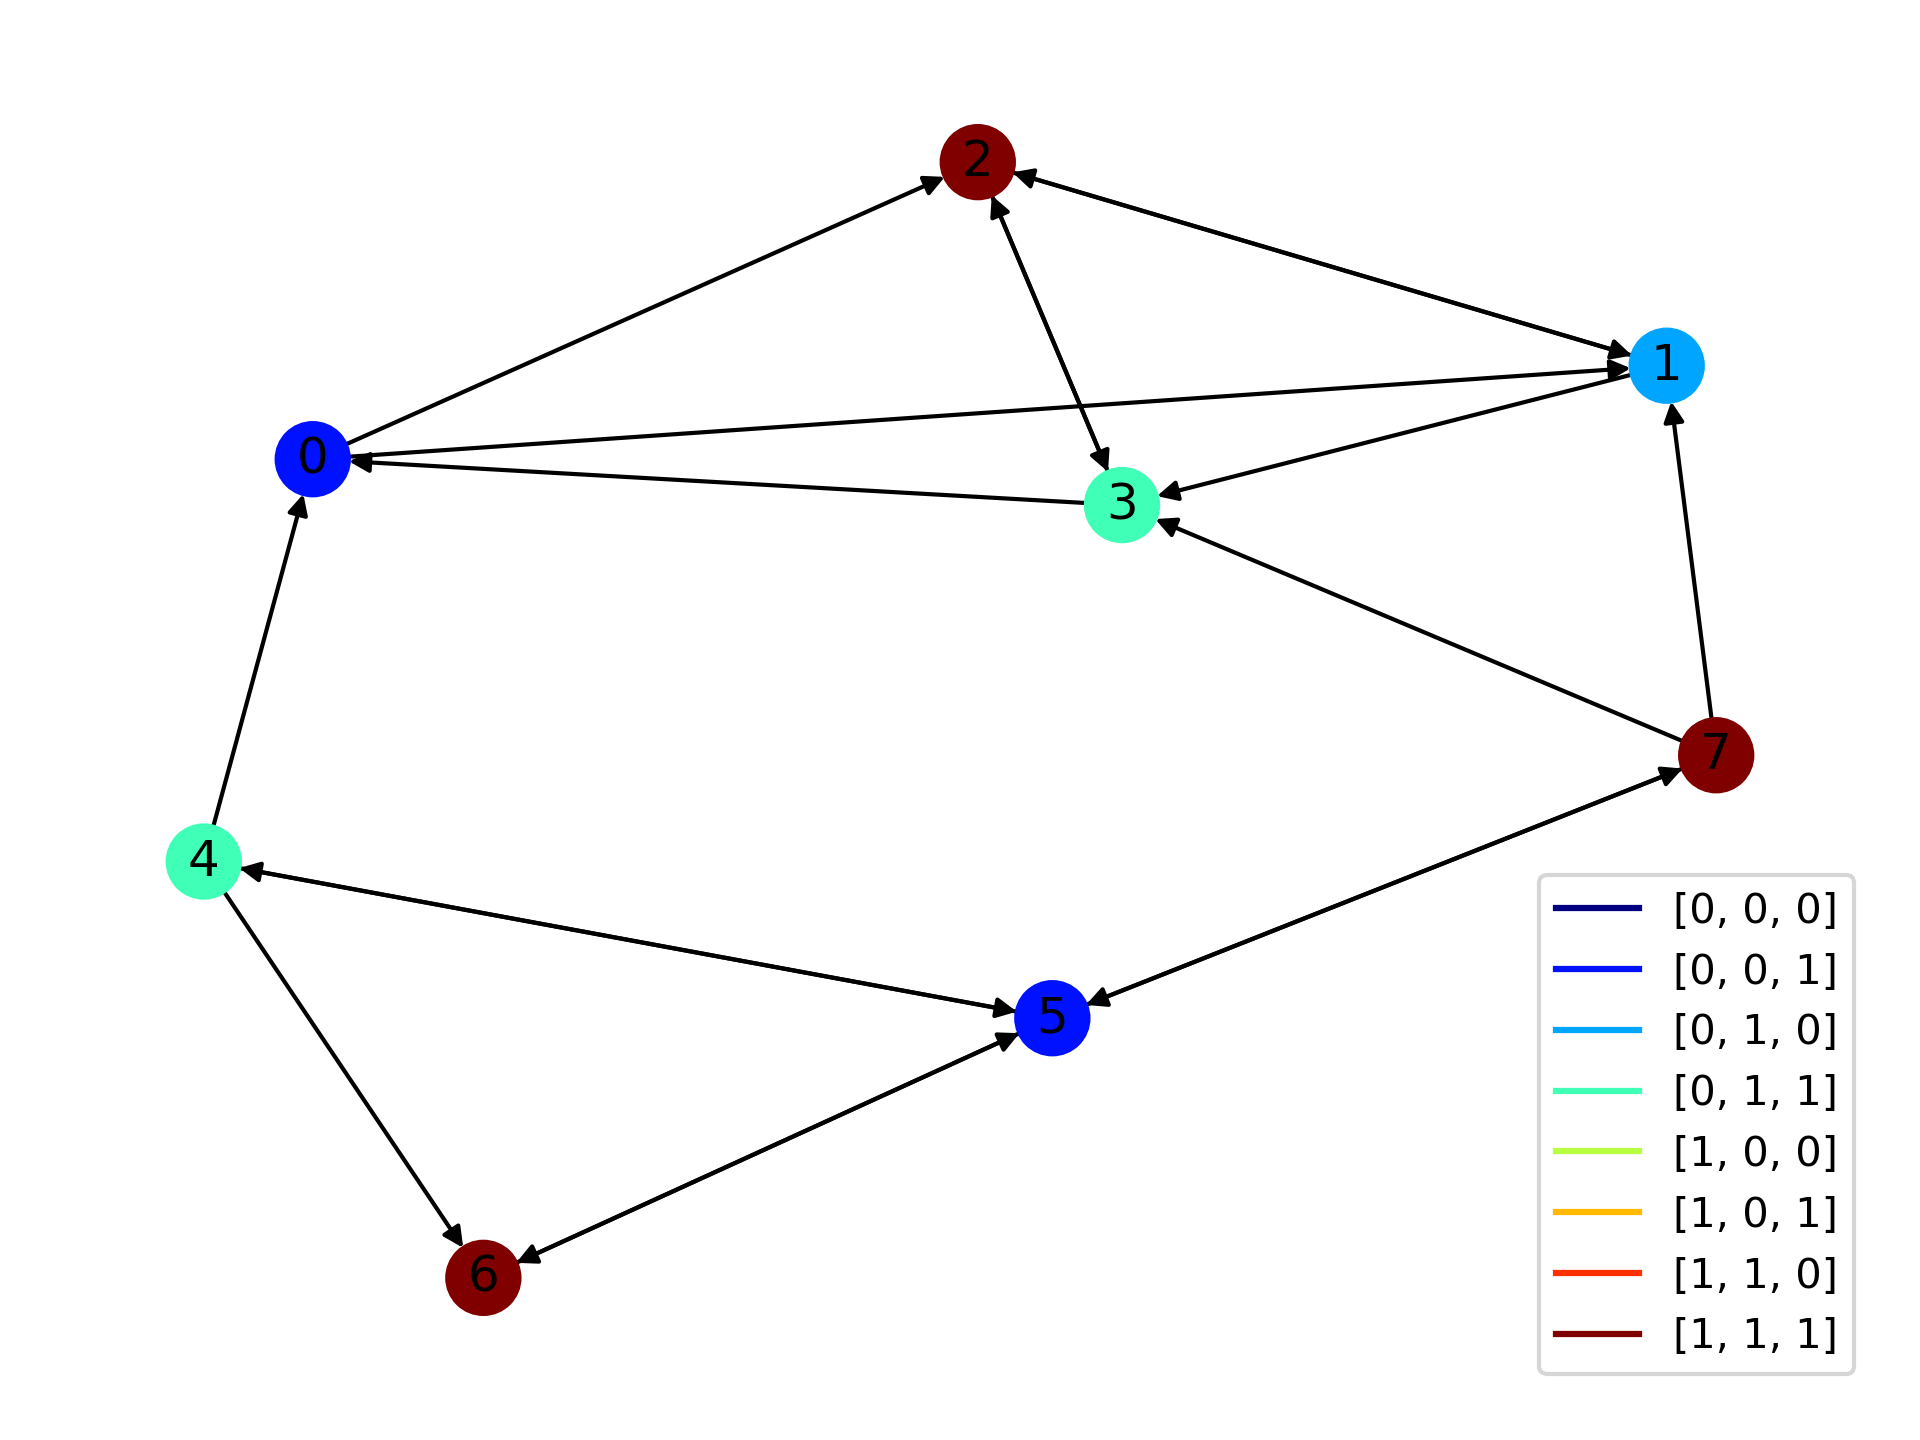 2
1
0
3
7
4
5
6
[0, 0, 0]
[0, 0, 1]
[0, 1, 0]
[0, 1, 1]
[1, 0, 0]
[1, 0, 1]
[1, 1, 0]
[1, 1, 1]